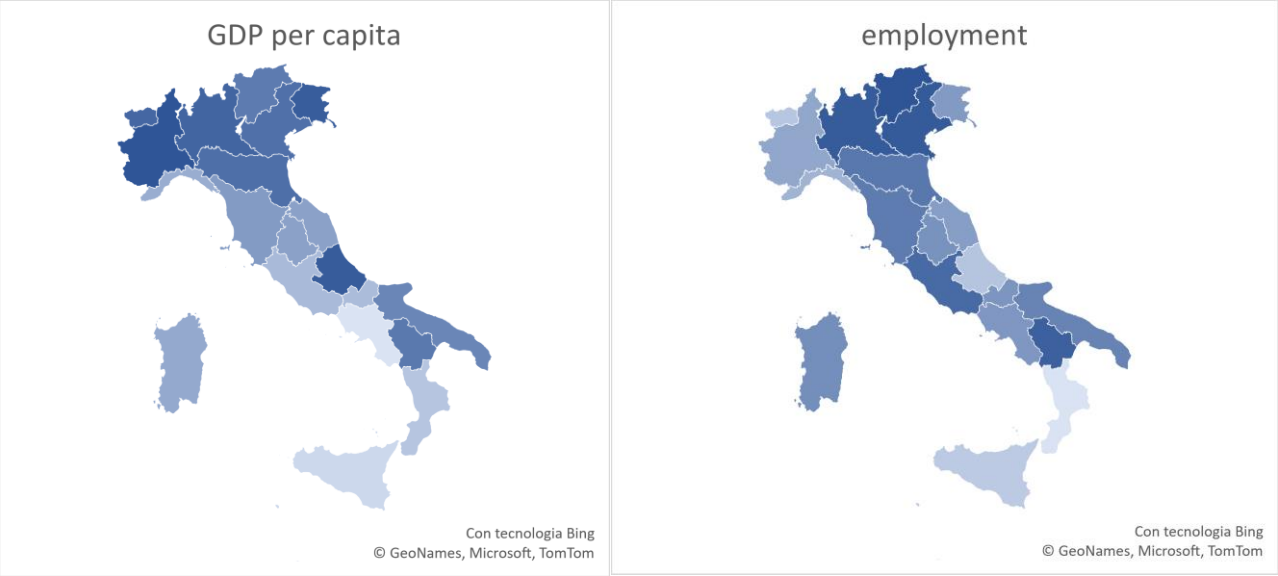 GDP per capita
Con tecnologia Bing
© GeoNames, Microsoft, TomTom
employment
Con tecnologia Bing
© GeoNames, Microsoft, TomTom